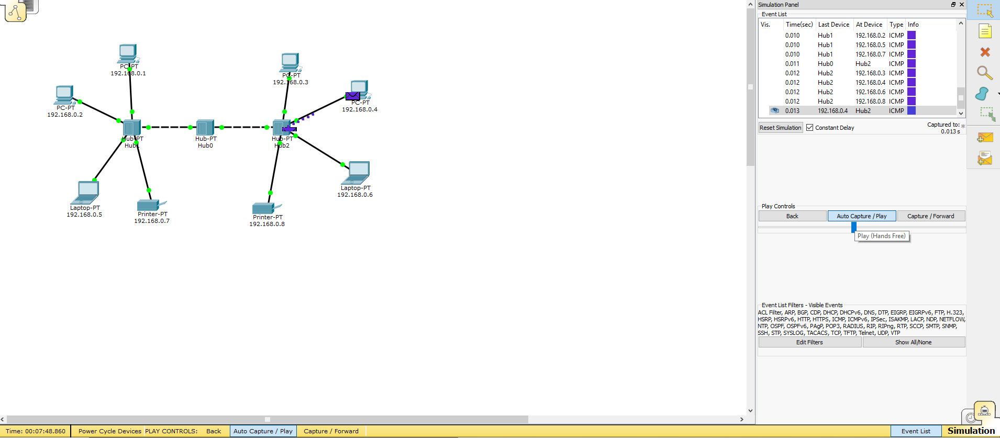 PC-PT
192.168.0.1
PC-PT
192.168.0.3
PC-PT
192.168.0.2
PC-PT
192.168.0.4
Hub-PT
Hub1
Hub-PT
Hub0
Hub-PT
Hub2
Laptop-PT
192.168.0.5
Printer-PT
192.168.0.7
Laptop-PT
192.168.0.6
Printer-PT
192.168.0.8
Simulation Panel
Event List
Vis. Time(sec) Last Device At Device Type Info
0.010 Hub1 192.168.0.2 ICMP
0.010 Hub1 192.168.0.5 ICMP
0.010 Hub1 192.168.0.7 ICMP
0.011 Hub0 Hub2 ICMP
0.012 Hub2 192.168.0.3 ICMP
0.012 Hub2 192.168.0.4 ICMP
0.012 Hub2 192.168.0.6 ICMP
0.012 Hub2 192.168.0.8 ICMP
0.013 192.168.0.4 Hub2 ICMP
Reset Simulation Constant Delay Captured to: *
0.013 s
Play Controls
Back Auto Capture / Play Capture / Forward
Play (Hands Free)
Event List Filters - Visible Events
ACL Filter, ARP, BGP, CDP, DHCP, DHCPv6, DNS, DTP, EIGRP, EIGRPv6, FTP, H.323,
HSRP, HSRPv6, HTTP, HTTPS, ICMP, ICMPv6, IPSec, ISAKMP, LACP, NDP, NETFLOW,
NTP, OSPF, OSPFv6, PAgP, POP3, RADIUS, RIP, RIPng, RTP, SCCP, SMTP, SNMP,
SSH, STP, SYSLOG, TACACS, TCP, TFTP, Telnet, UDP, VTP
Edit Filters Show All/None
Time: 00:07:48.860 Power Cycle Devices PLAY CONTROLS: Back Auto Capture / Play Capture / Forward Event List Simulation